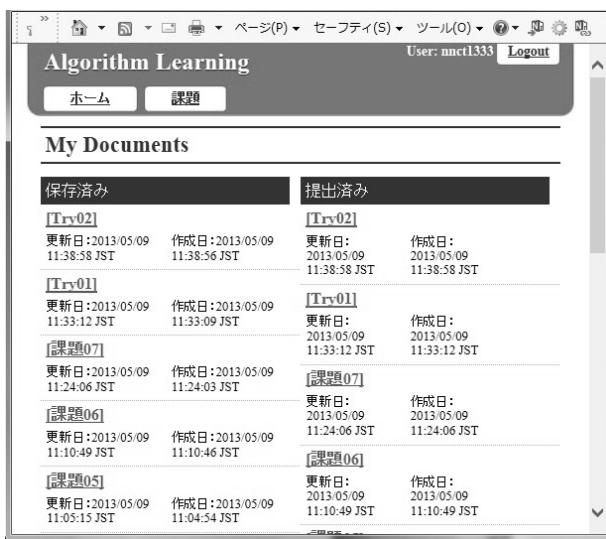 ページ(P) セーフティ(S) ツール(O)
Algorithm Learning
User: nnct1333 Logout
ホーム 課題
My Documents
保存済み
[Try02]
更新日:2013/05/09 作成日:2013/05/09
11:38:58 JST 11:38:56 JST
[Try01]
更新日:2013/05/09 作成日:2013/05/09
11:33:12 JST 11:33:09 JST
[課題07]
更新日:2013/05/09 作成日:2013/05/09
11:24:06 JST 11:24:03 JST
[課題06]
更新日:2013/05/09 作成日:2013/05/09
11:10:49 JST 11:10:46 JST
[課題05]
更新日:2013/05/09 作成日:2013/05/09
11:05:15 JST 11:04:54 JST
提出済み
[Try02]
更新日: 作成日:
2013/05/09 2013/05/09
11:38:58 JST 11:38:58 JST
[Try01]
更新日: 作成日:
2013/05/09 2013/05/09
11:33:12 JST 11:33:12 JST
[課題07]
更新日: 作成日:
2013/05/09 2013/05/09
11:24:06 JST 11:24:06 JST
[課題06]
更新日: 作成日:
2013/05/09 2013/05/09
11:10:49 JST 11:10:49 JST